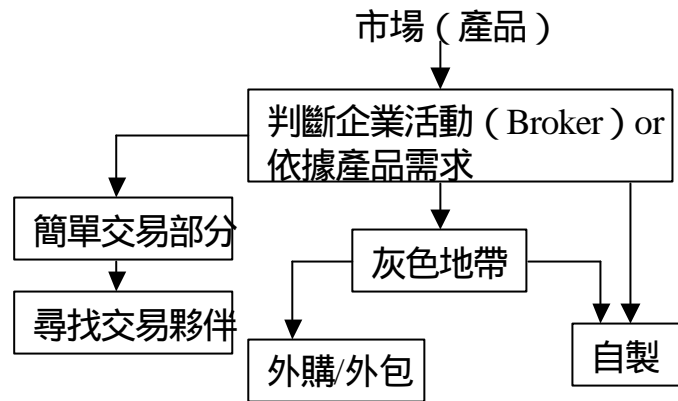 市場（產品）
判斷企業活動（Broker）or
依據產品需求
簡單交易部分
灰色地帶
尋找交易夥伴
外購/外包
自製